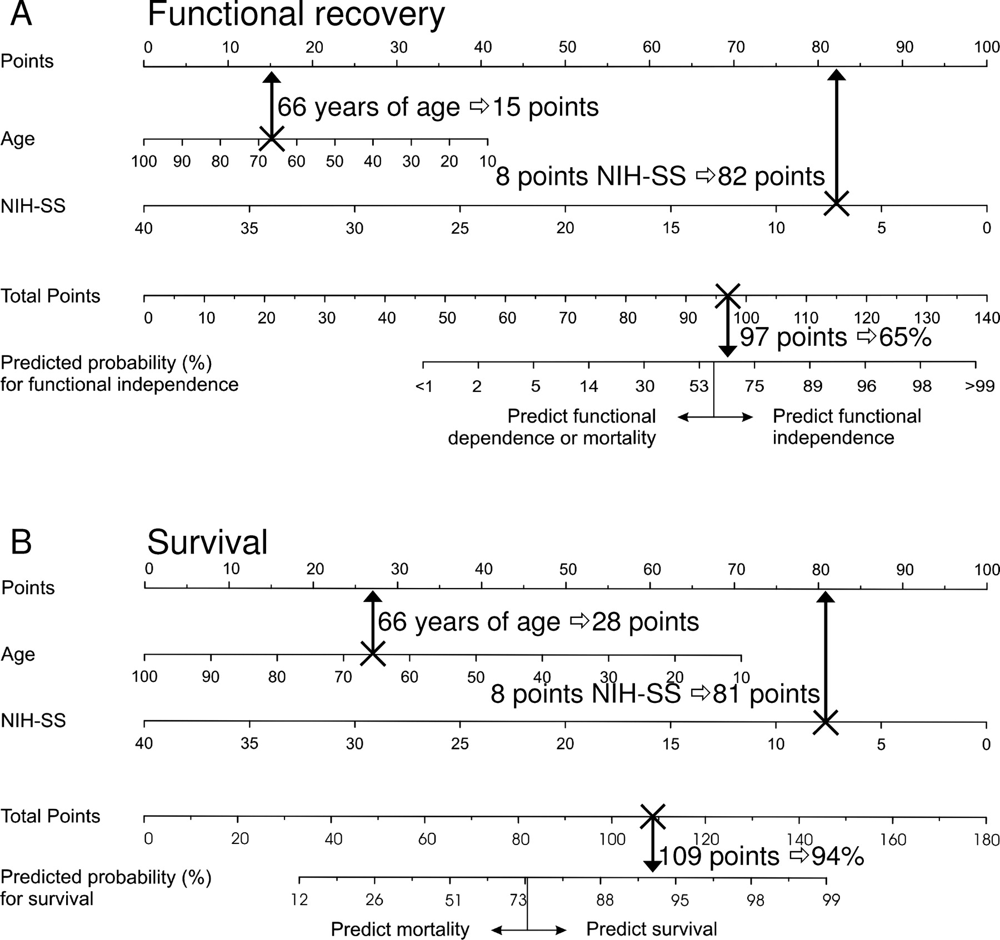 A Functional recovery
0 10 20 30 40 50 60 70 80 90 100
Points
66 years of age ⇨15 points
Age
100 90 80 70 60 50 40 30 20 10
8 points NIH-SS ⇨82 points
NIH-SS
40 35 30 25 20 15 10 5 0
Total Points
0 10 20 30 40 50 60 70 80 90 100 110 120 130 140
97 points ⇨65%
Predicted probability (%)
for functional independence
<1 2 5 14 30 53 75 89 96 98 >99
Predict functional
dependence or mortality
Predict functional
independence
B Survival
0 10 20 30 40 50 60 70 80 90 100
Points
66 years of age ⇨28 points
Age
100 90 80 70 60 50 40 30 20 10
8 points NIH-SS ⇨81 points
NIH-SS
40 35 30 25 20 15 10 5 0
Total Points
0 20 40 60 80 100 120 140 160 180
109 points ⇨94%
Predicted probability (%)
for survival
12 26 51 73 88 95 98 99
Predict mortality
Predict survival